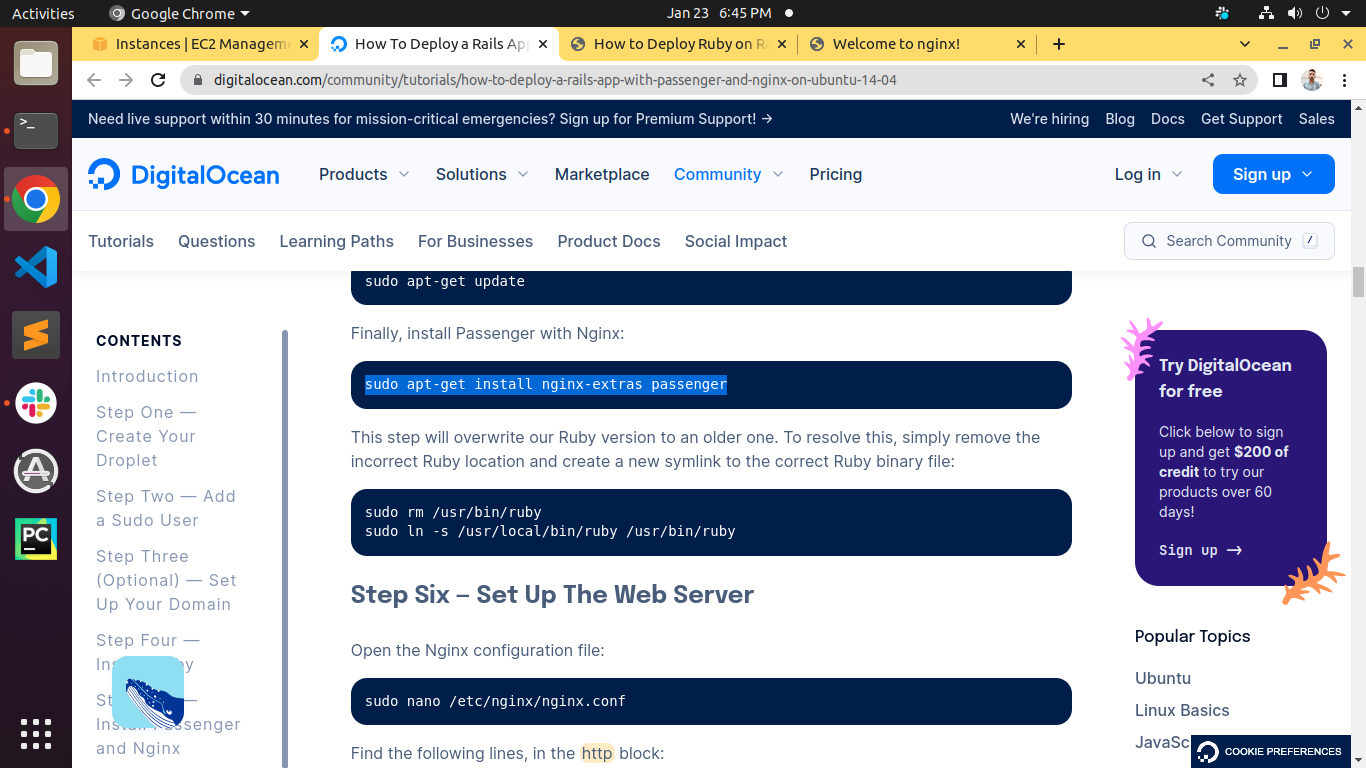 Activities
Google Chrome
Jan 23 6:45 PM
Instances | EC2 Managem
How To Deploy a Rails Ap
How to Deploy Ruby on R
Welcome to nginx!
digitalocean.com/community/tutorials/how-to-deploy-a-rails-app-with-passenger-and-nginx-on-ubuntu-14-04
Need live support within 30 minutes for mission-critical emergencies? Sign up for Premium Support! →
We're hiring Blog Docs Get Support Sales
DigitalOcean
Products Solutions Marketplace Community Pricing
Log in
Sign up
Tutorials Questions Learning Paths For Businesses Product Docs Social Impact
Search Community /
CONTENTS
Introduction
Step One —
Create Your
Droplet
Step Two — Add
a Sudo User
Step Three
(Optional) — Set
Up Your Domain
Step Four —
and Nginx
sudo apt-get update
Finally, install Passenger with Nginx:
sudo apt-get install nginx-extras passenger
This step will overwrite our Ruby version to an older one. To resolve this, simply remove the
incorrect Ruby location and create a new symlink to the correct Ruby binary file:
sudo rm /usr/bin/ruby
sudo ln -s /usr/local/bin/ruby /usr/bin/ruby
Step Six — Set Up The Web Server
Open the Nginx configuration file:
sudo nano /etc/nginx/nginx.conf
Find the following lines, in the http block:
Try DigitalOcean
for free
Click below to sign
up and get $200 of
credit to try our
products over 60
days!
Sign up →
Popular Topics
Ubuntu
Linux Basics
JavaSc
COOKIE PREFERENCES
>_
A
PC